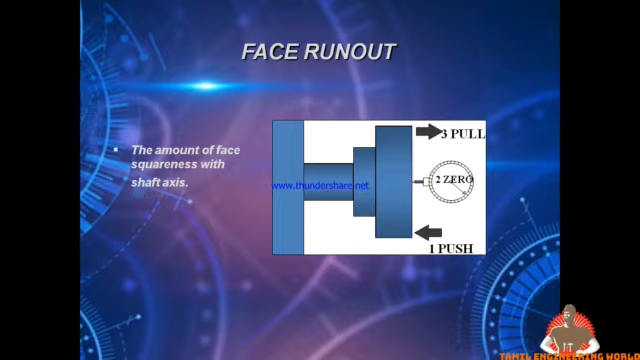 FACE RUNOUT
The amount of face
squareness with
shaft axis.
3 PULL
www.thundershare.net
2 ZERO
1 PUSH
TAMIL ENGINEERING WORLD